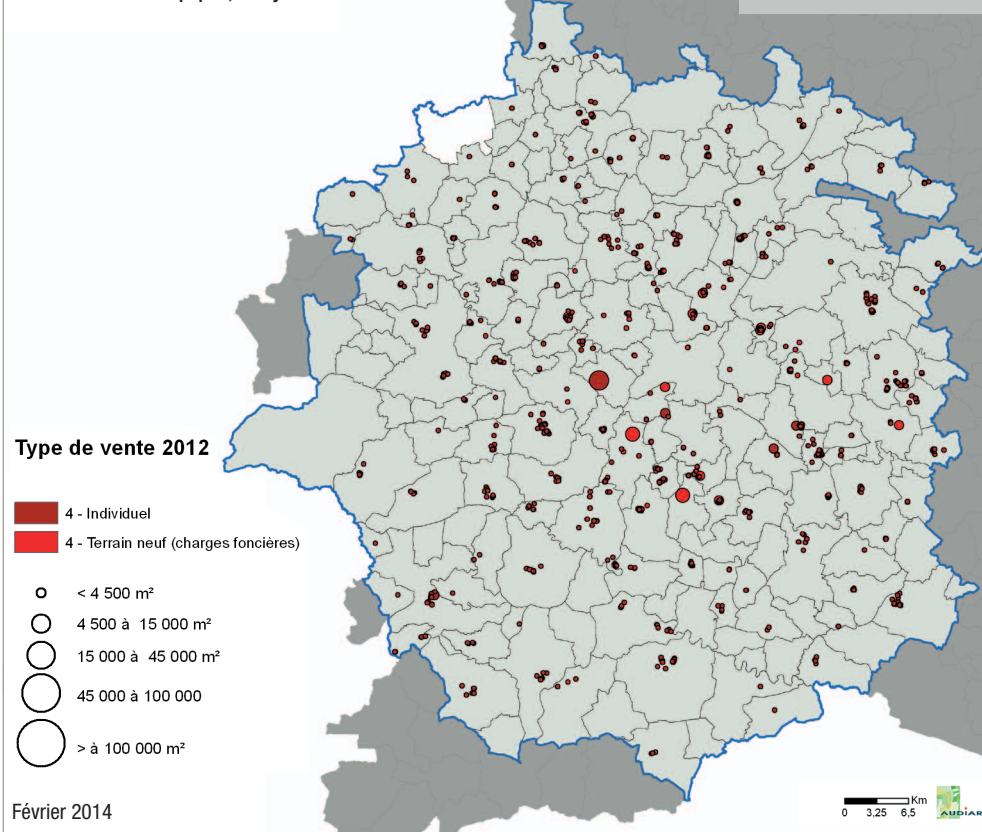 Type de vente 2012
4 - Individuel
4 - Terrain neuf (charges foncières)
< 4 500 m²
4 500 à 15 000 m²
15 000 à 45 000 m²
45 000 à 100 000
> à 100 000 m²
Février 2014
Km
0 3,25 6,5
AUDIAR